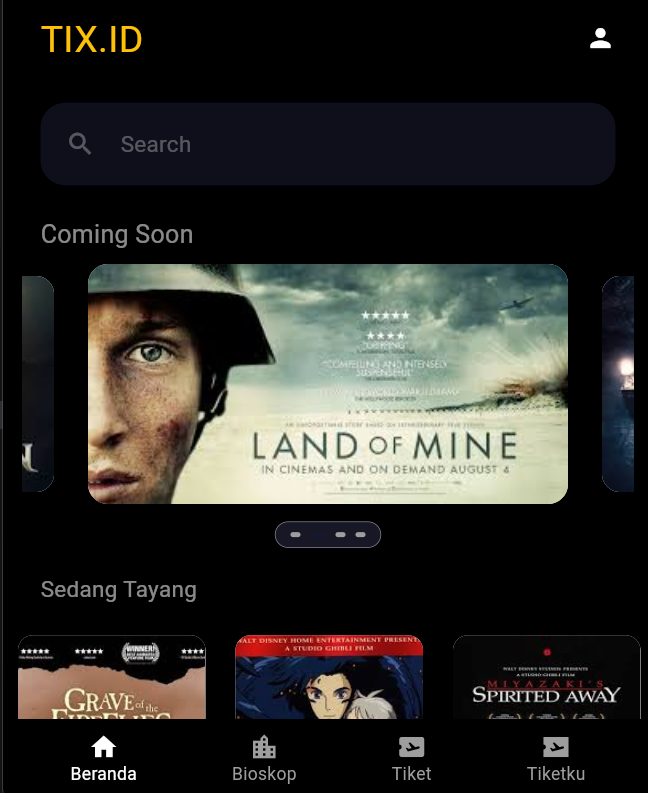 TIX.ID
Search
Coming Soon
"COMPELLING AND INTENSELY
SUSPENSEFUL"
LAND OF MINE
IN CINEMAS AND ON DEMAND AUGUST 4
Sedang Tayang
WINNER!
GRAVE of the
FIREFLIES
WALT DISNEY HOME ENTERTAINMENT PRESENTS
A STUDIO GHIBLI FILM
WALT DISNEY STUDIOS PRESENTS
A STUDIO GHIBLI FILM
MIYAZAKI'S
SPIRITED AWAY
Beranda
Bioskop
Tiket
Tiketku